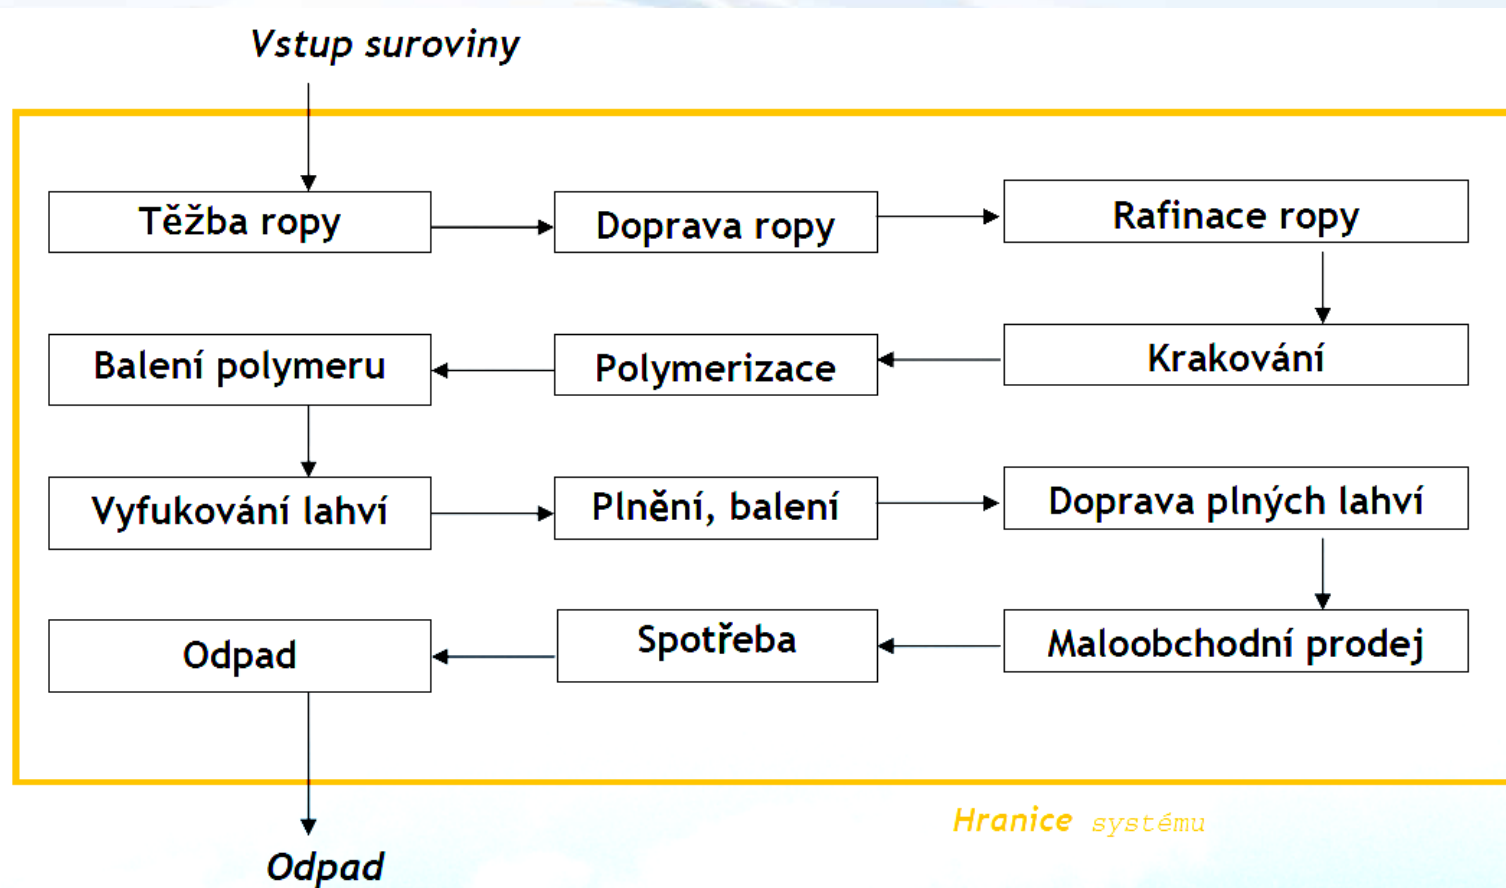 Vstup suroviny
Těžba ropy
Doprava ropy
Rafinace ropy
Krakování
Polymerizace
Balení polymeru
Vyfukování lahví
Plnění, balení
Doprava plných lahví
Maloobchodní prodej
Spotřeba
Odpad
Hranice systému
Odpad